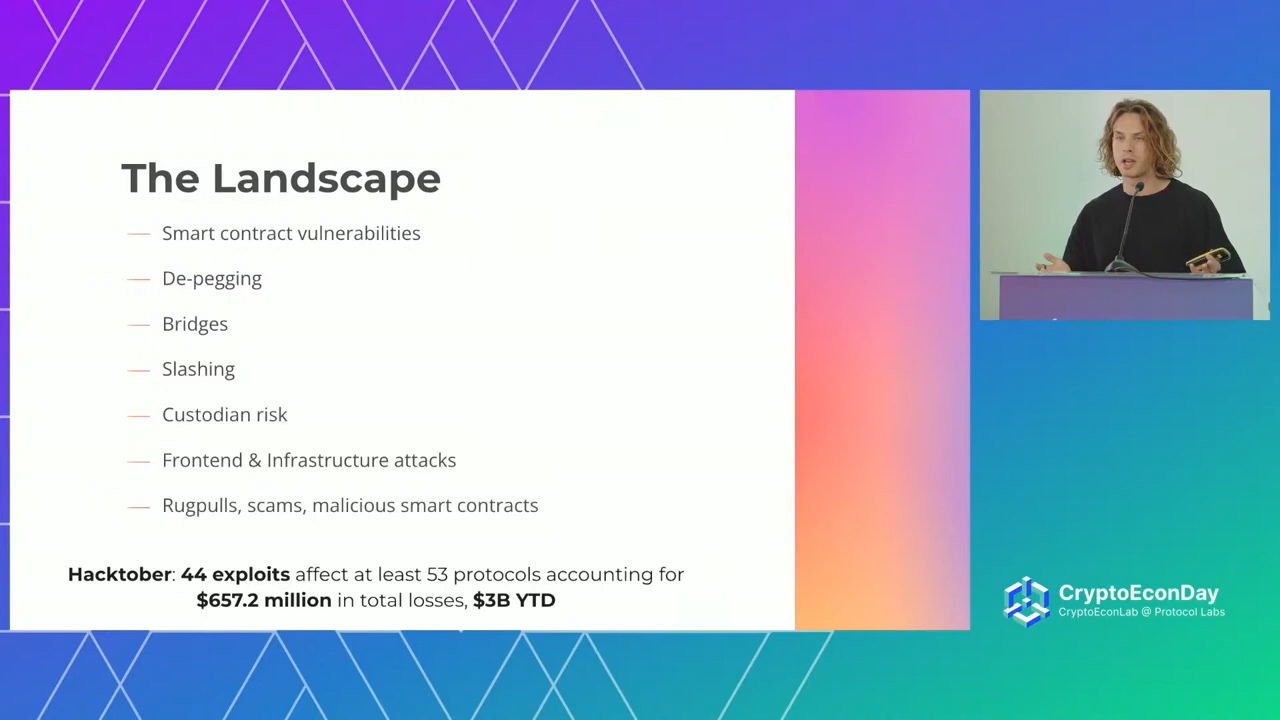 The Landscape
Smart contract vulnerabilities
De-pegging
Bridges
Slashing
Custodian risk
Frontend & Infrastructure attacks
Rugpulls, scams, malicious smart contracts
Hacktober: 44 exploits affect at least 53 protocols accounting for
$657.2 million in total losses, $3B YTD
CryptoEconDay
CryptoEconLab @ Protocol Labs